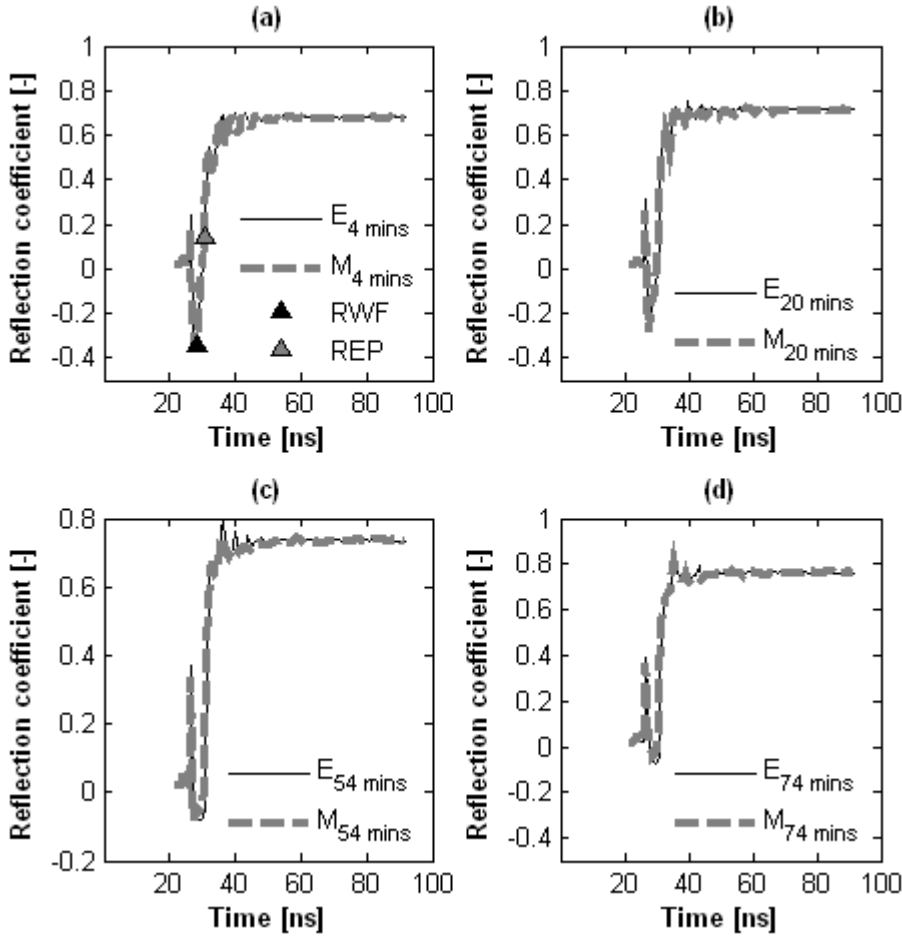 (a)
Reflection coefficient [-]
1
0.8
0.6
0.4
0.2
0
-0.2
-0.4
E4 mins
M4 mins
RWF
REP
20 40 60 80 100
Time [ns]
(b)
Reflection coefficient [-]
1
0.8
0.6
0.4
0.2
0
-0.2
-0.4
E20 mins
M20 mins
20 40 60 80 100
Time [ns]
(c)
Reflection coefficient [-]
0.8
0.6
0.4
0.2
0
-0.2
E54 mins
M54 mins
20 40 60 80 100
Time [ns]
(d)
Reflection coefficient [-]
1
0.8
0.6
0.4
0.2
0
-0.2
-0.4
E74 mins
M74 mins
20 40 60 80 100
Time [ns]